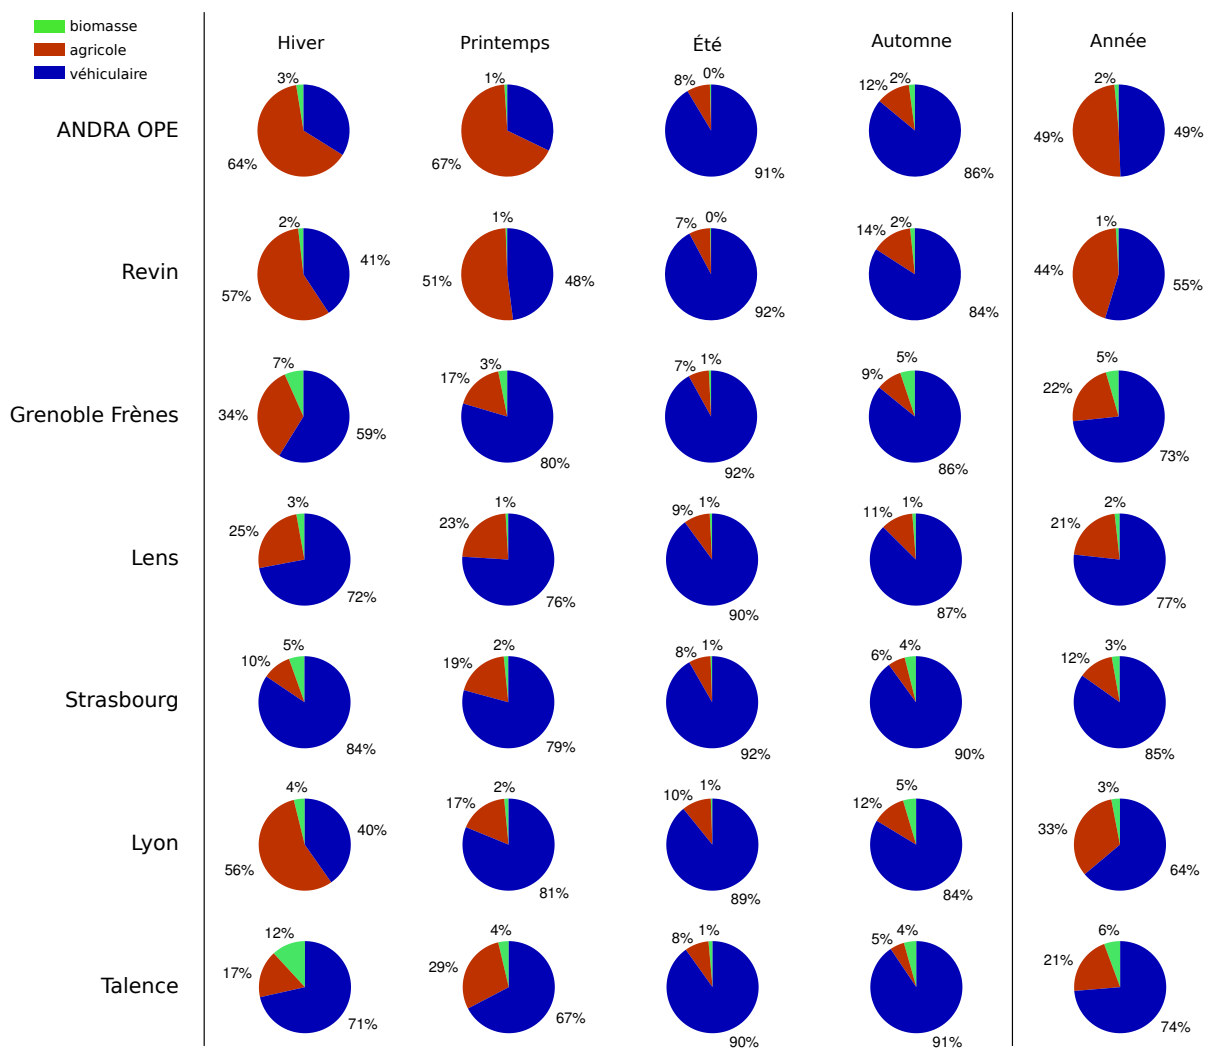 biomasse
agricole
véhiculaire
Hiver Printemps Été Automne Année
ANDRA OPE
3% 64%
1% 67%
8% 0% 91%
12% 2% 86%
2% 49% 49%
Revin
2% 41% 57%
1% 51% 48%
7% 0% 92%
14% 2% 84%
1% 44% 55%
Grenoble Frènes
7% 34% 59%
3% 17% 80%
7% 1% 92%
5% 9% 86%
5% 22% 73%
Lens
3% 25% 72%
1% 23% 76%
9% 1% 90%
1% 11% 87%
2% 21% 77%
Strasbourg
5% 10% 84%
2% 19% 79%
8% 1% 92%
4% 6% 90%
3% 12% 85%
Lyon
4% 40% 56%
2% 17% 81%
10% 1% 89%
5% 12% 84%
3% 33% 64%
Talence
12% 17% 71%
4% 29% 67%
8% 1% 90%
4% 5% 91%
6% 21% 74%